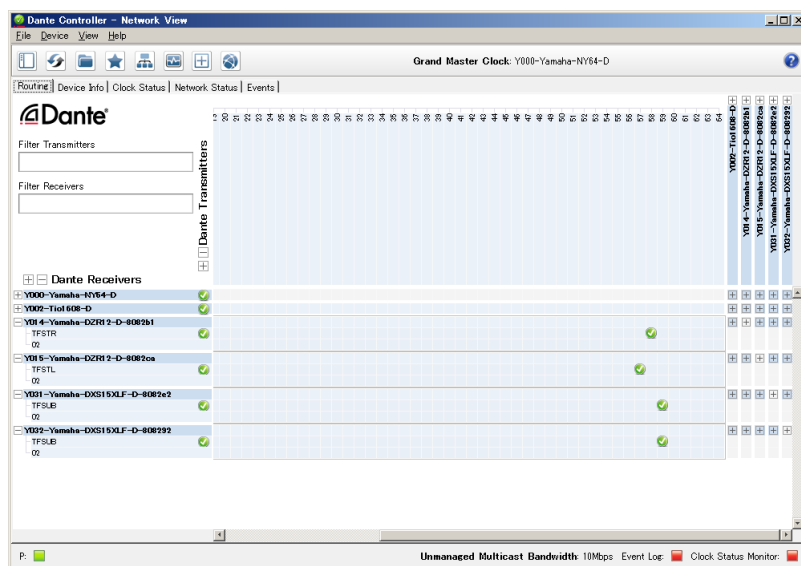 Dante Controller - Network View
File Device View Help
Grand Master Clock: Y000-Yamaha-NY64-D
Routing Device Info Clock Status Network Status Events
Dante
Filter Transmitters
Filter Receivers
Dante Transmitters
20 21 22 23 24 25 26 27 28 29 30 31 32 33 34 35 36 37 38 39 40 41 42 43 44 45 46 47 48 49 50 51 52 53 54 55 56 57 58 59 60 61 62 63 64
Y002-Tio1608-D
Y014-Yamaha-DZR12-D-8082b1
Y015-Yamaha-DZR12-D-8082ca
Y031-Yamaha-DXS15XLF-D-8082e2
Y032-Yamaha-DXS15XLF-D-808292
Dante Receivers
Y000-Yamaha-NY64-D
Y002-Tio1608-D
Y014-Yamaha-DZR12-D-8082b1
TFSTR
02
Y015-Yamaha-DZR12-D-8082ca
TFSTL
02
Y031-Yamaha-DXS15XLF-D-8082e2
TFSUB
02
Y032-Yamaha-DXS15XLF-D-808292
TFSUB
02
P: Unmanaged Multicast Bandwidth: 10Mbps Event Log: Clock Status Monitor: